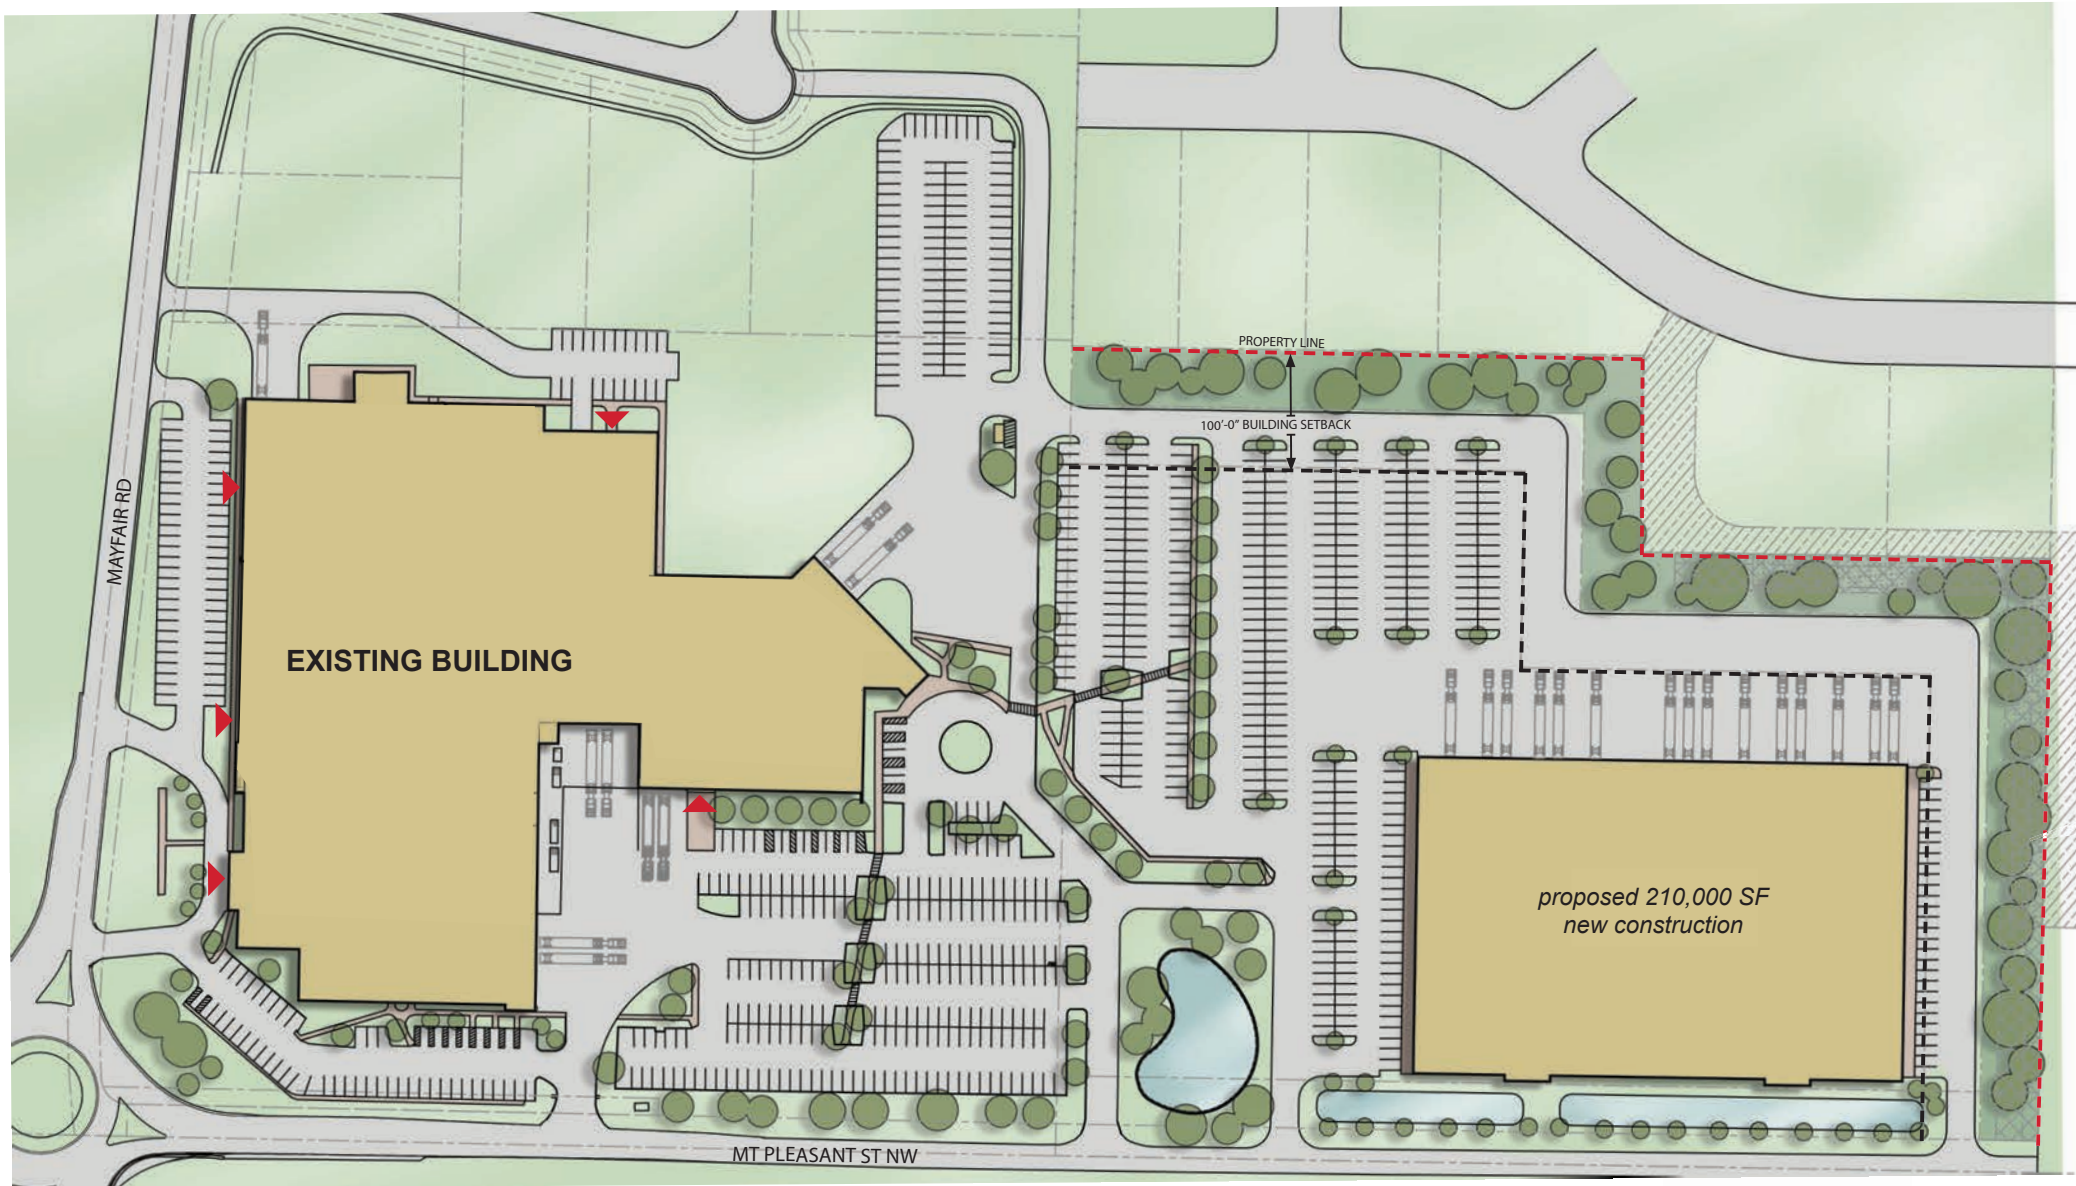 PROPERTY LINE
100'-0" BUILDING SETBACK
MAYFAIR RD
EXISTING BUILDING
proposed 210,000 SF
new construction
MT PLEASANT ST NW